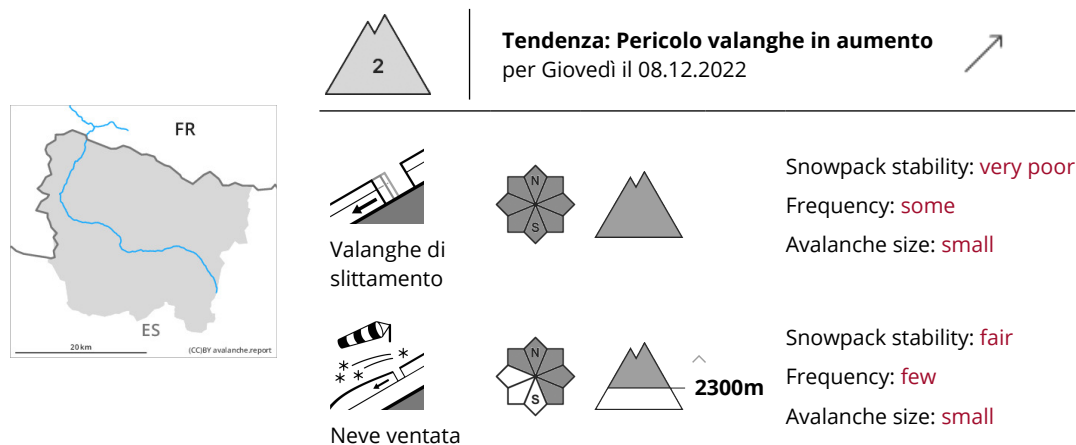 2
Tendenza: Pericolo valanghe in aumento
per Giovedì il 08.12.2022
FR
ES
20 km
(CC)BY avalanche.report
N
S
Valanghe di
slittamento
Snowpack stability: very poor
Frequency: some
Avalanche size: small
N
S
2300m
Neve ventata
Snowpack stability: fair
Frequency: few
Avalanche size: small